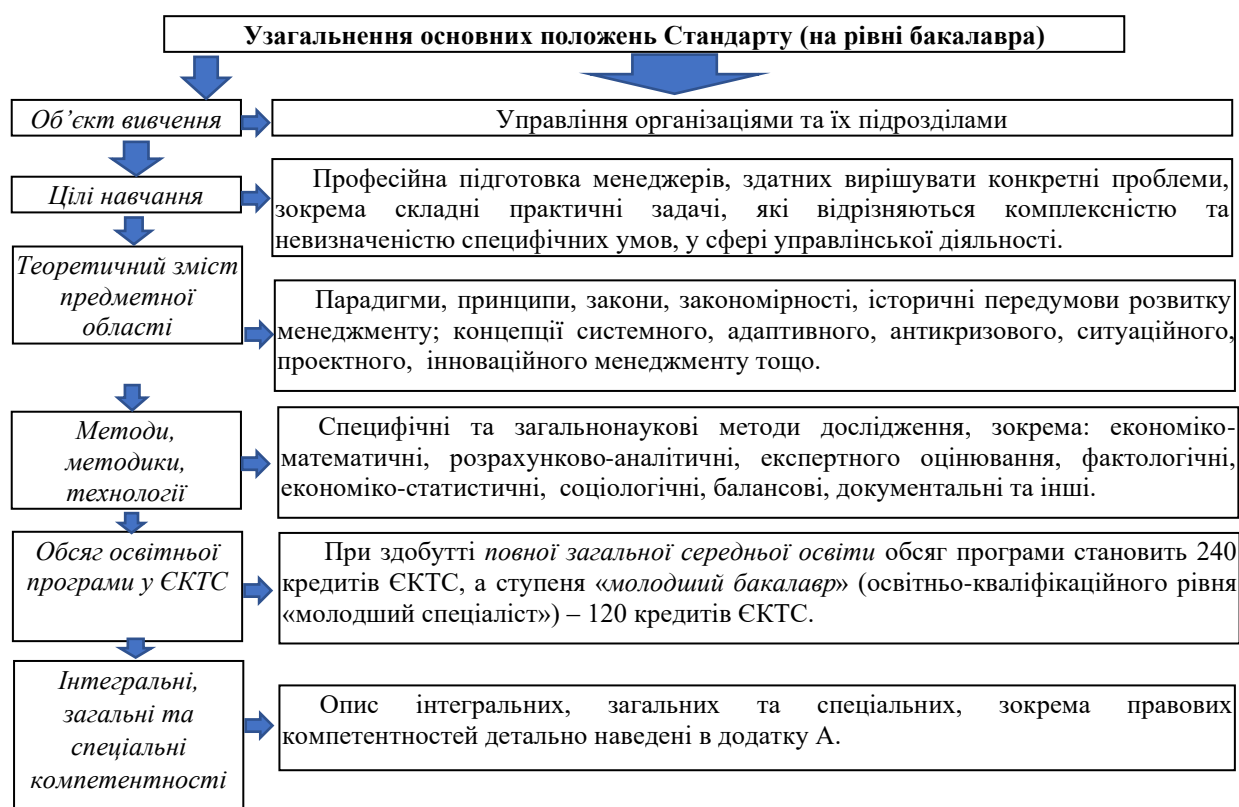 Узагальнення основних положень Стандарту (на рівні бакалавра)
Об’єкт вивчення
Управління організаціями та їх підрозділами
Цілі навчання
Професійна підготовка менеджерів, здатних вирішувати конкретні проблеми,
зокрема складні практичні задачі, які відрізняються комплексністю та
невизначеністю специфічних умов, у сфері управлінської діяльності.
Теоретичний зміст
предметної
області
Парадигми, принципи, закони, закономірності, історичні передумови розвитку
менеджменту; концепції системного, адаптивного, антикризового, ситуаційного,
проектного, інноваційного менеджменту тощо.
Методи,
методики,
технології
Специфічні та загальнонаукові методи дослідження, зокрема: економіко-
математичні, розрахунково-аналітичні, експертного оцінювання, фактологічні,
економіко-статистичні, соціологічні, балансові, документальні та інші.
Обсяг освітньої
програми у ЄКТС
При здобутті повної загальної середньої освіти обсяг програми становить 240
кредитів ЄКТС, а ступеня «молодший бакалавр» (освітньо-кваліфікаційного рівня
«молодший спеціаліст») – 120 кредитів ЄКТС.
Інтегральні,
загальні та
спеціальні
компетентності
Опис інтегральних, загальних та спеціальних, зокрема правових
компетентностей детально наведені в додатку А.